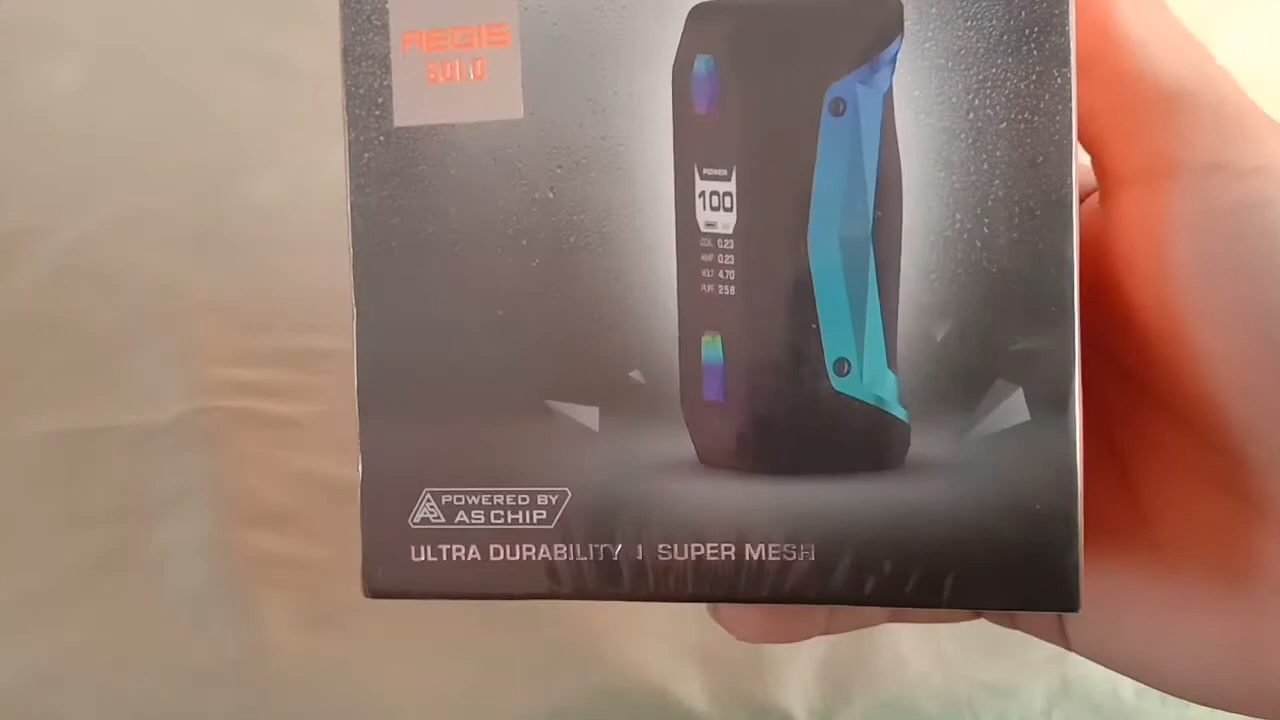 AEGIS
SOLO
POWER
100
COIL 0.23
AMP 0.23
VOLT 4.70
PUFF 258
POWERED BY
AS CHIP
ULTRA DURABILITY I SUPER MESH